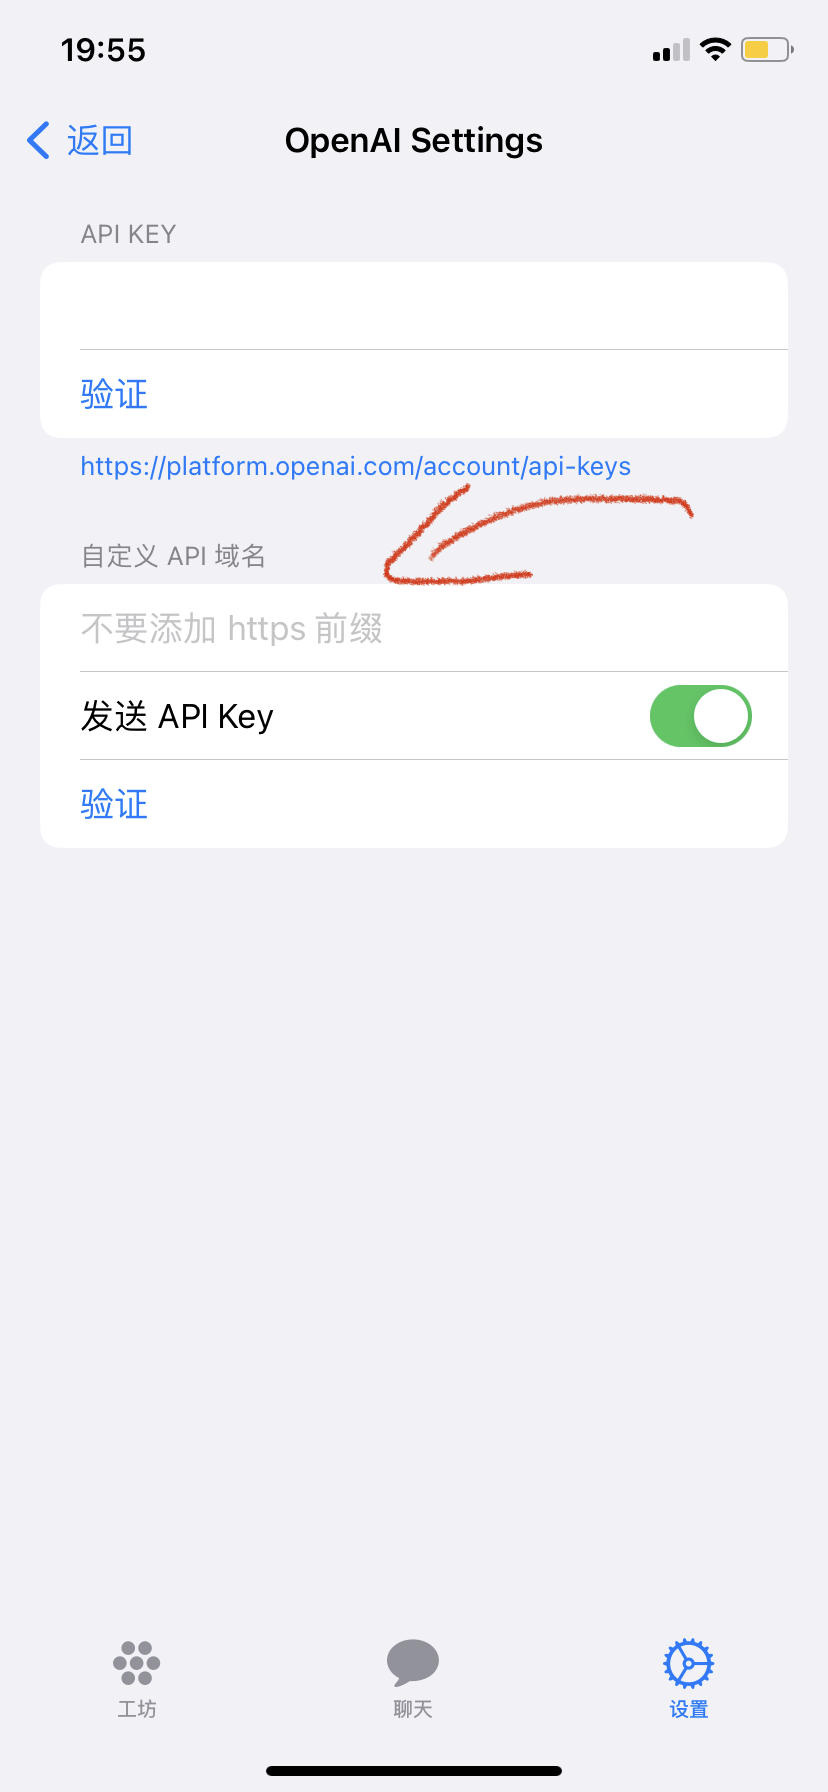 19:55
返回
OpenAI Settings
API KEY
验证
https://platform.openai.com/account/api-keys
自定义 API 域名
不要添加 https 前缀
发送 API Key
验证
工坊
聊天
设置